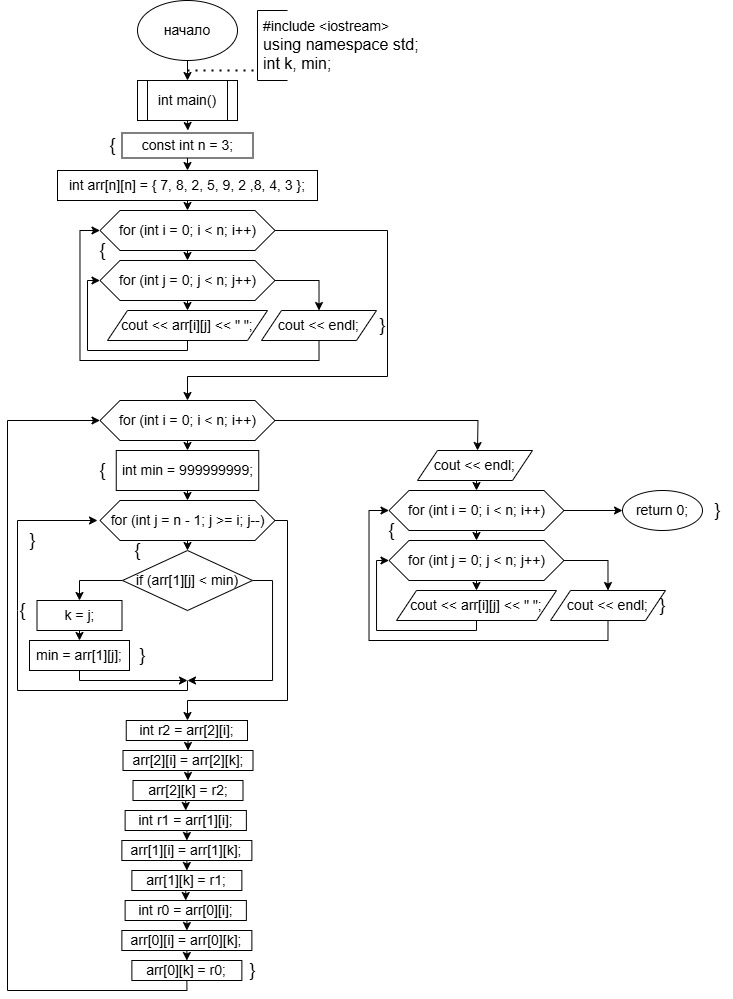 начало
#include <iostream>
using namespace std;
int k, min;
int main()
{
const int n = 3;
int arr[n][n] = { 7, 8, 2, 5, 9, 2 ,8, 4, 3 };
for (int i = 0; i < n; i++)
{
for (int j = 0; j < n; j++)
cout << arr[i][j] << " ";
cout << endl;
}
for (int i = 0; i < n; i++)
{
int min = 999999999;
for (int j = n - 1; j >= i; j--)
}
{
if (arr[1][j] < min)
{
k = j;
min = arr[1][j];
}
int r2 = arr[2][i];
arr[2][i] = arr[2][k];
arr[2][k] = r2;
int r1 = arr[1][i];
arr[1][i] = arr[1][k];
arr[1][k] = r1;
int r0 = arr[0][i];
arr[0][i] = arr[0][k];
arr[0][k] = r0;
}
cout << endl;
for (int i = 0; i < n; i++)
return 0;
}
{
for (int j = 0; j < n; j++)
cout << arr[i][j] << " ";
cout << endl;
}